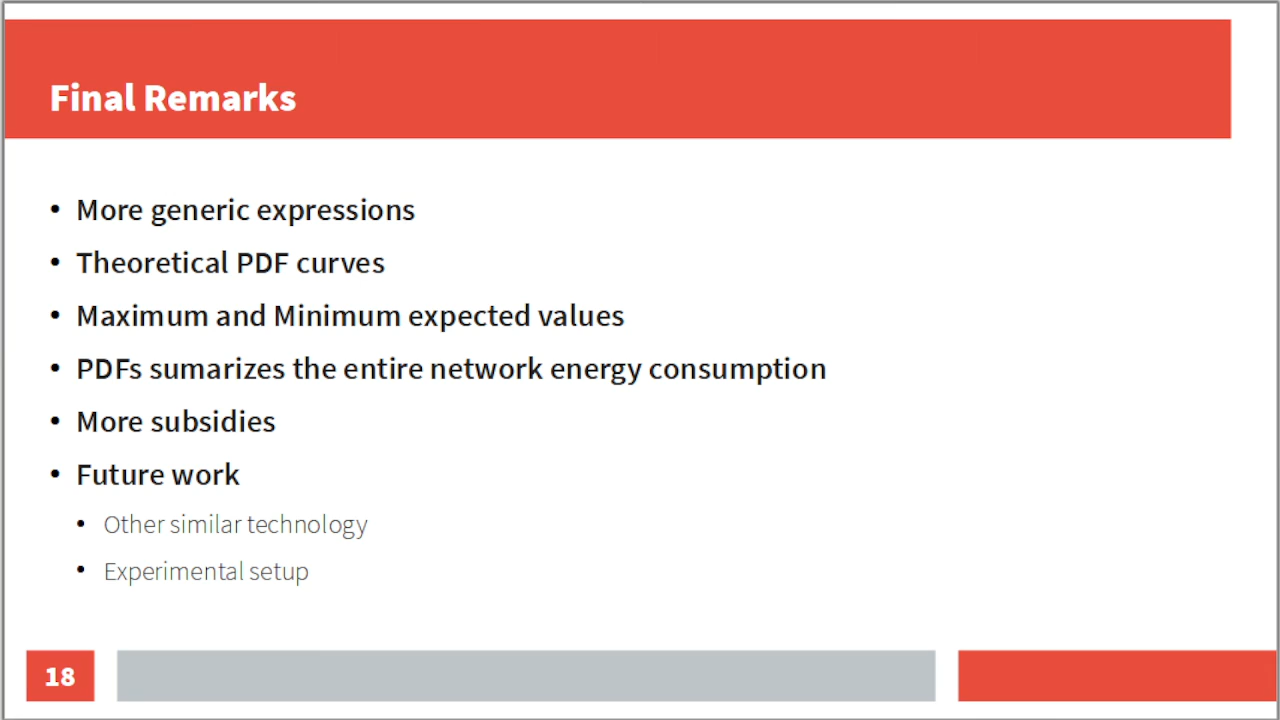 Final Remarks
• More generic expressions
• Theoretical PDF curves
• Maximum and Minimum expected values
• PDFs sumarizes the entire network energy consumption
• More subsidies
• Future work
• Other similar technology
• Experimental setup
18